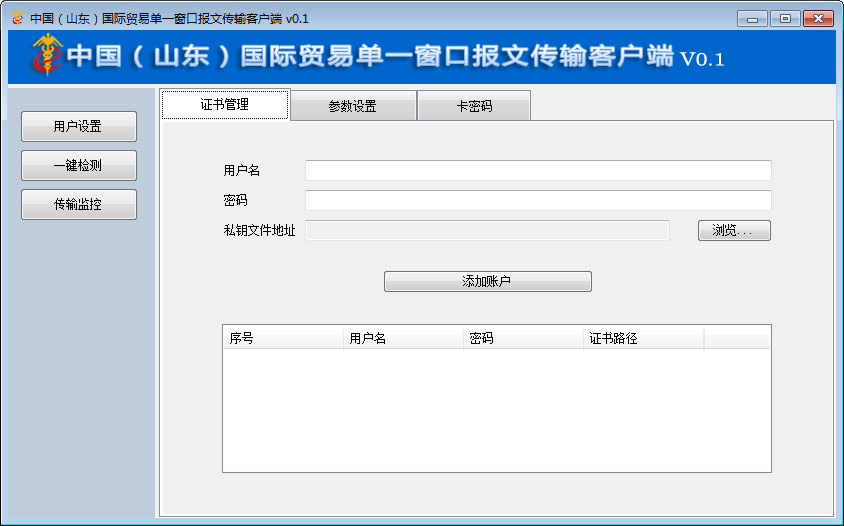 中国（山东）国际贸易单一窗口报文传输客户端 v0.1
中国（山东）国际贸易单一窗口报文传输客户端 V0.1
用户设置
一键检测
传输监控
证书管理 参数设置 卡密码
用户名
密码
私钥文件地址 浏览...
添加账户
序号 用户名 密码 证书路径